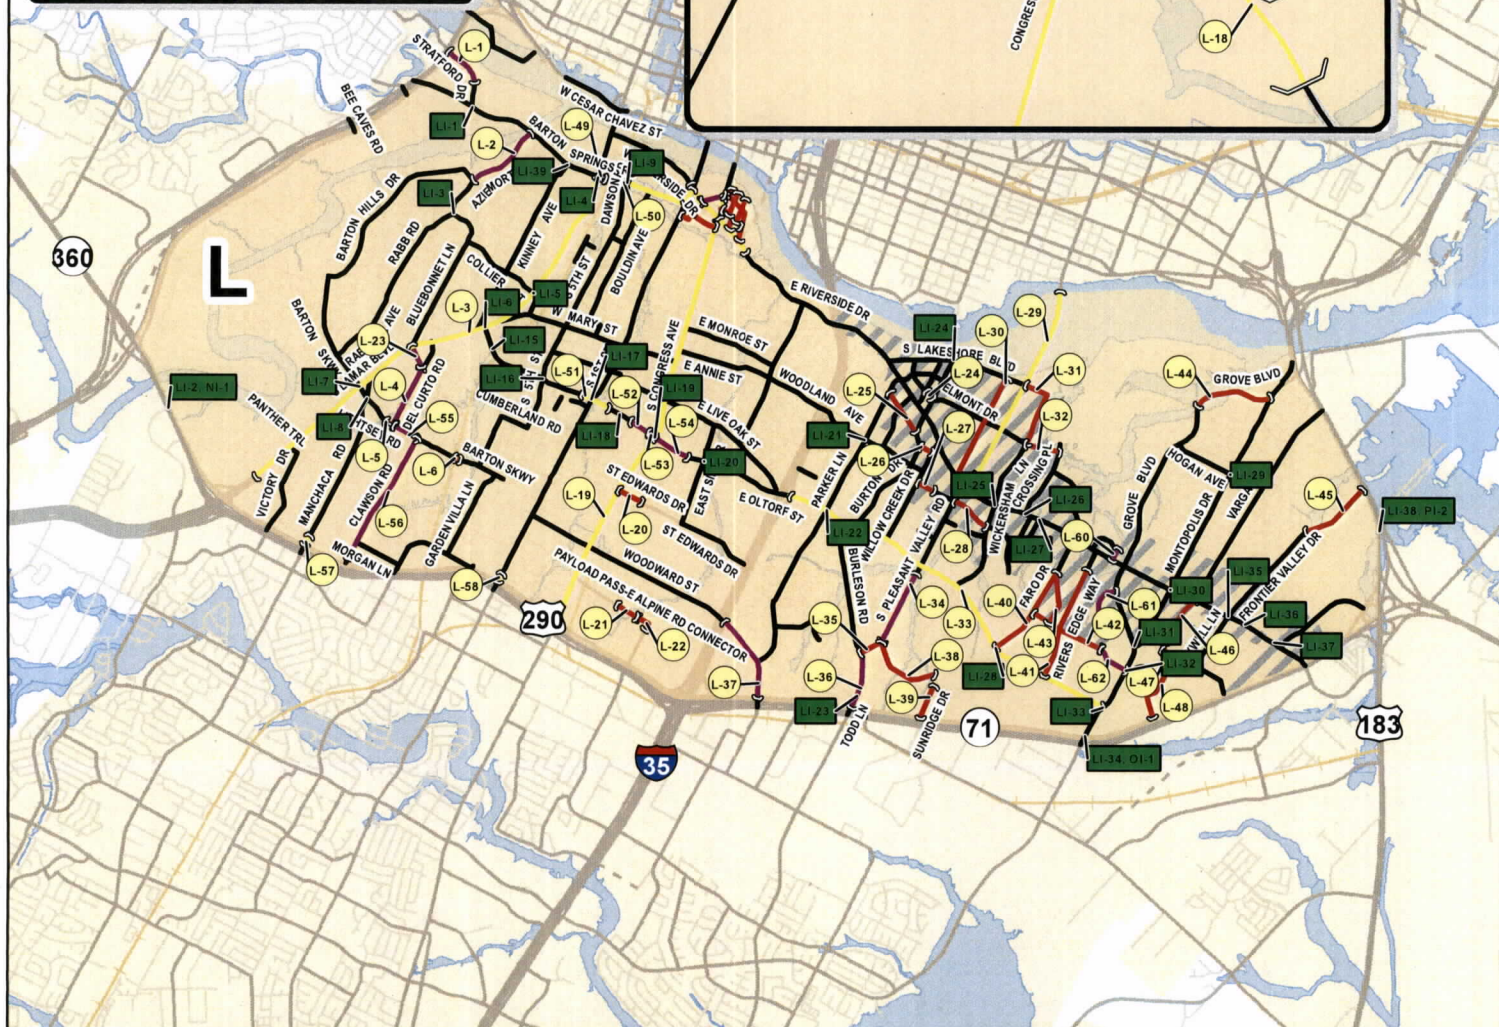 CONGRES
L-18
L-1
STRATFORD DR
BEE CAVES RD
W CESAR CHAVEZ ST
LI-1
L-49
L-2
BARTON SPRINGS
LI-39
LI-9
LI-3
LI-4
DAWSON
L-50
BARTON HILLS DR
RABB RD
KINNEY AVE
BOULDIN AVE
360
L
BLUEBONNET LN
COLLIER
5TH ST
LI-5
LI-6
L-3
E RIVERSIDE DR
L-29
L-30
LI-24
BARTON SKW
L-23
AVE
W MARY ST
E MONROE ST
LI-15
S LAKESHORE BLVD
LI-17
E ANNIE ST
L-24
L-31
L-44
GROVE BLVD
LI-2 NI-1
LI-7
L-4
DEL CURTO RD
LI-16
L-51
L-52
S CONGRESS AVE
LI-19
WOODLAND AVE
L-25
ELMONT DR
L-32
PANTHER TRL
LI-8
L-55
CUMBERLAND RD
LI-18
L-54
E LIVE OAK ST
LI-21
L-27
L-5
L-6
BARTON SKWY
L-53
LI-20
L-26
HOGAN AVE
LI-29
VICTORY DR
MANCHACA RD
CLAWSON RD
GARDEN VILLA LN
L-19
ST EDWARDS DR
L-20
E OLTORF ST
PARKER LN
BURTON DR
WILLOW CREEK DR
LI-25
LI-26
WICKERSHAM LN
CROSSING PL
GROVE BLVD
MONTOPOLIS DR
L-45
LI-38 PI-2
L-56
MORGAN LN
LI-22
L-28
LI-27
L-60
L-57
L-58
WOODWARD ST
ST EDWARDS DR
BURLESON RD
S PLEASANT VALLEY RD
FRONTIER VALLEY DR
LI-35
290
PAYLOAD PASS-E ALPINE RD CONNECTOR
L-21
L-22
L-35
L-34
L-33
L-40
FARO DR
RIVERS EDGE WAY
L-42
L-61
LI-30
LI-36
LI-31
LI-37
L-46
L-37
L-36
L-38
L-39
LI-28
L-41
L-43
L-62
LI-32
L-47
L-48
LI-23
TODD LN
SUNRIDGE DR
71
LI-33
183
LI-34, OI-1
35